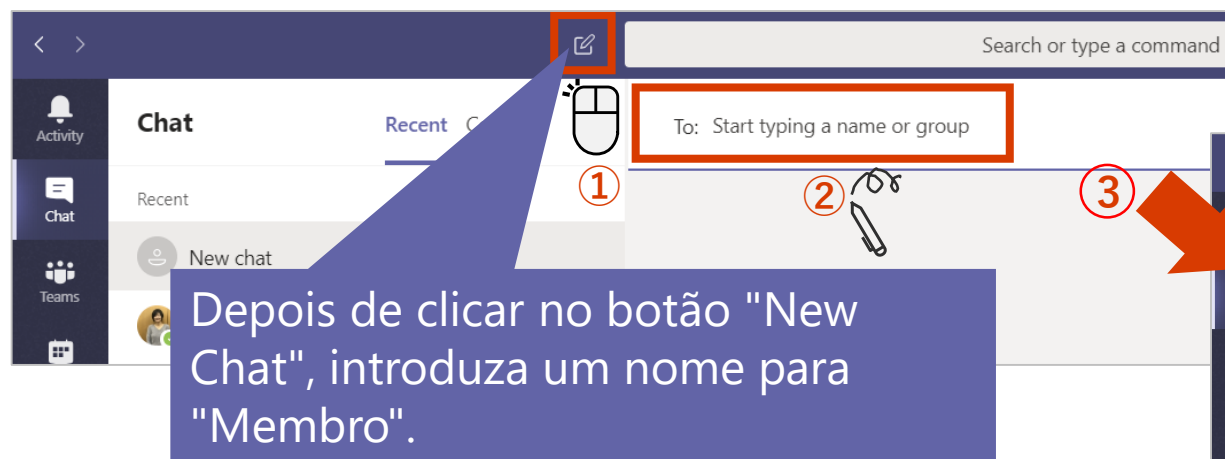 Search or type a command
Activity
Chat
Recent
To: Start typing a name or group
①
②
③
Chat
Recent
New chat
Teams
Depois de clicar no botão "New
Chat", introduza um nome para
"Membro".